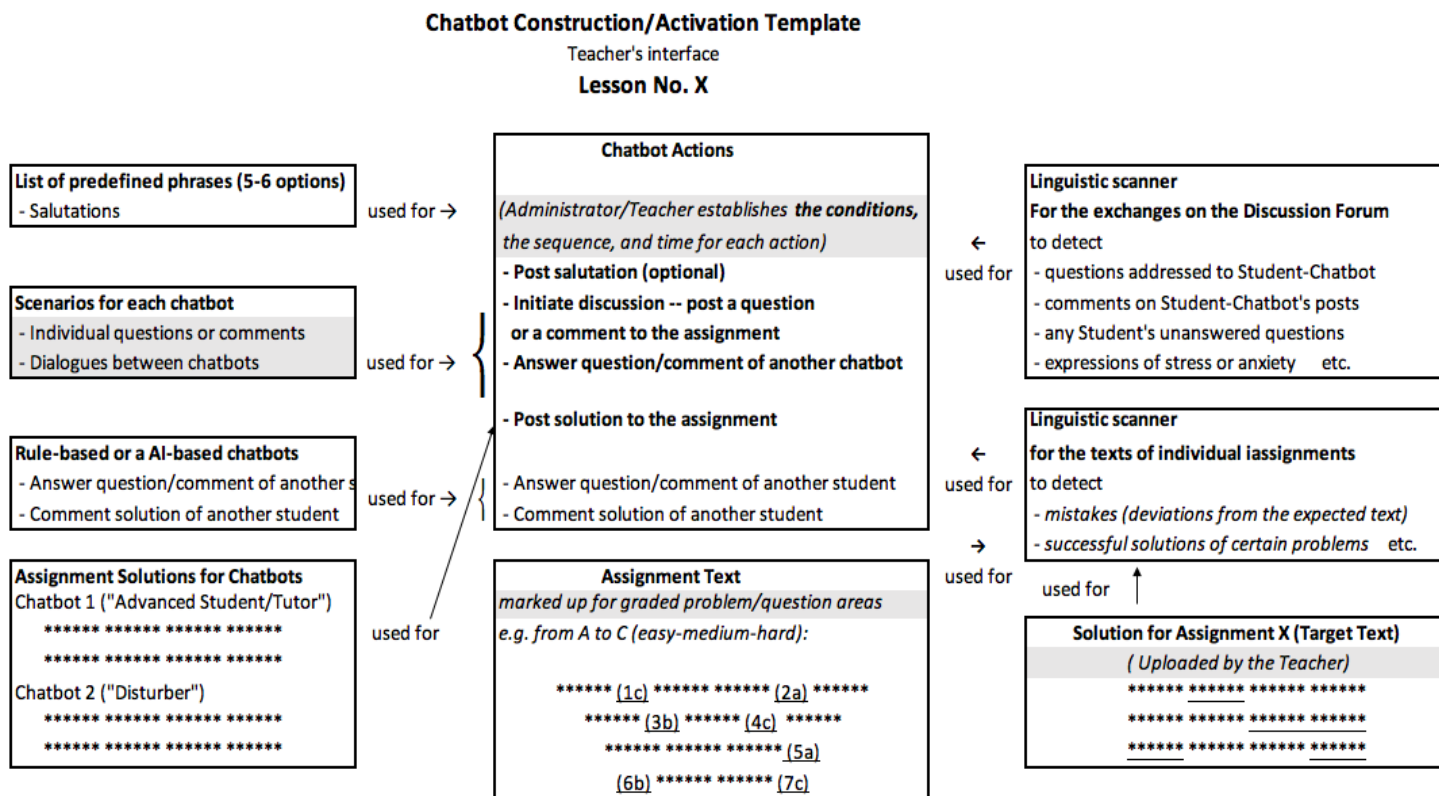 Chatbot Construction/Activation Template
Teacher's interface
Lesson No. X
List of predefined phrases (5-6 options)
- Salutations
used for →
Scenarios for each chatbot
- Individual questions or comments
- Dialogues between chatbots
used for →
Rule-based or a AI-based chatbots
- Answer question/comment of another s
- Comment solution of another student
used for →
Assignment Solutions for Chatbots
Chatbot 1 ("Advanced Student/Tutor")
****** ****** ****** ******
****** ****** ****** ******
Chatbot 2 ("Disturber")
****** ****** ****** ******
****** ****** ****** ******
used for
Chatbot Actions
(Administrator/Teacher establishes the conditions,
the sequence, and time for each action)
- Post salutation (optional)
- Initiate discussion -- post a question
or a comment to the assignment
- Answer question/comment of another chatbot
- Post solution to the assignment
- Answer question/comment of another student
- Comment solution of another student
Assignment Text
marked up for graded problem/question areas
e.g. from A to C (easy-medium-hard):
****** (1c) ****** ****** (2a) ******
****** (3b) ****** (4c) ******
****** ****** ****** (5a)
(6b) ****** ****** (7c)
←
used for
Linguistic scanner
For the exchanges on the Discussion Forum
to detect
- questions addressed to Student-Chatbot
- comments on Student-Chatbot's posts
- any Student's unanswered questions
- expressions of stress or anxiety etc.
←
used for
Linguistic scanner
for the texts of individual iassignments
to detect
- mistakes (deviations from the expected text)
- successful solutions of certain problems etc.
→
used for
used for
Solution for Assignment X (Target Text)
( Uploaded by the Teacher)
****** ****** ****** ******
****** ****** ****** ******
****** ****** ****** ******